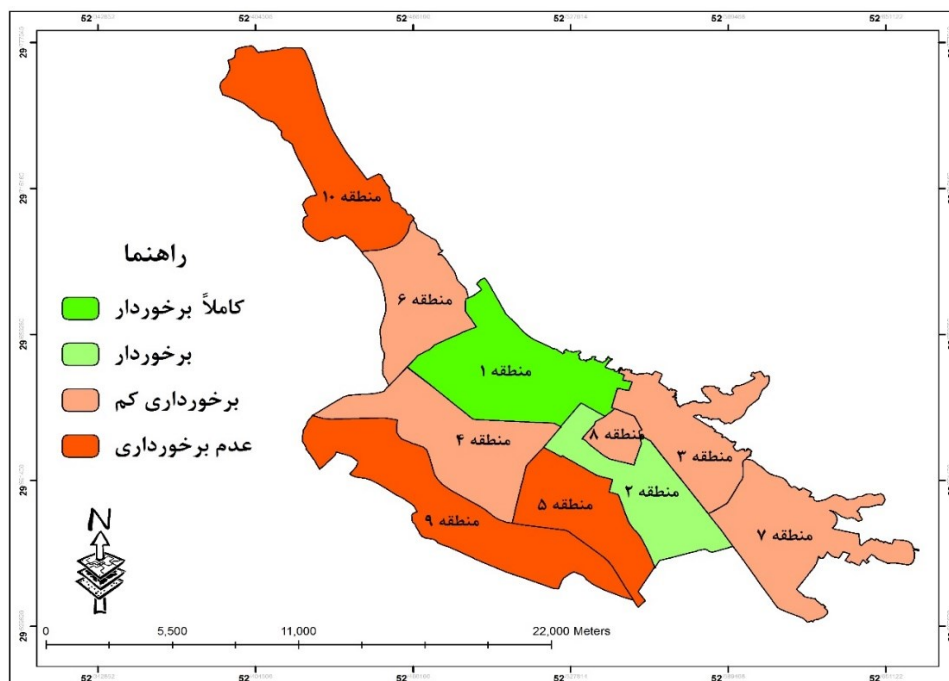 منطقه ۱۰
منطقه ۶
منطقه ۱
منطقه ۸
منطقه ۴
منطقه ۳
منطقه ۲
منطقه ۵
منطقه ۹
منطقه ۷
راهنما
کاملاً برخوردار
برخوردار
برخورداری کم
عدم برخورداری
N
0 5,500 11,000 22,000 Meters